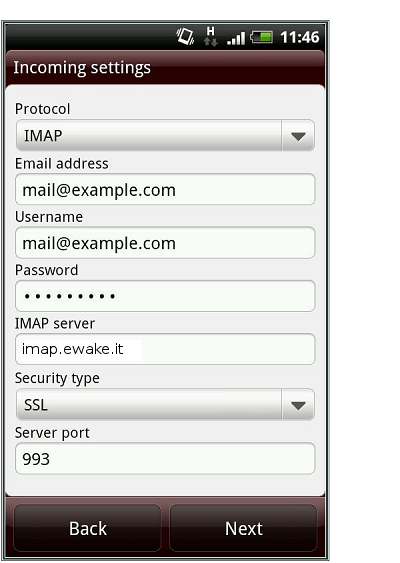 H 11:46
Incoming settings
Protocol
IMAP
Email address
mail@example.com
Username
mail@example.com
Password
•••••••••
IMAP server
imap.ewake.it
Security type
SSL
Server port
993
Back Next